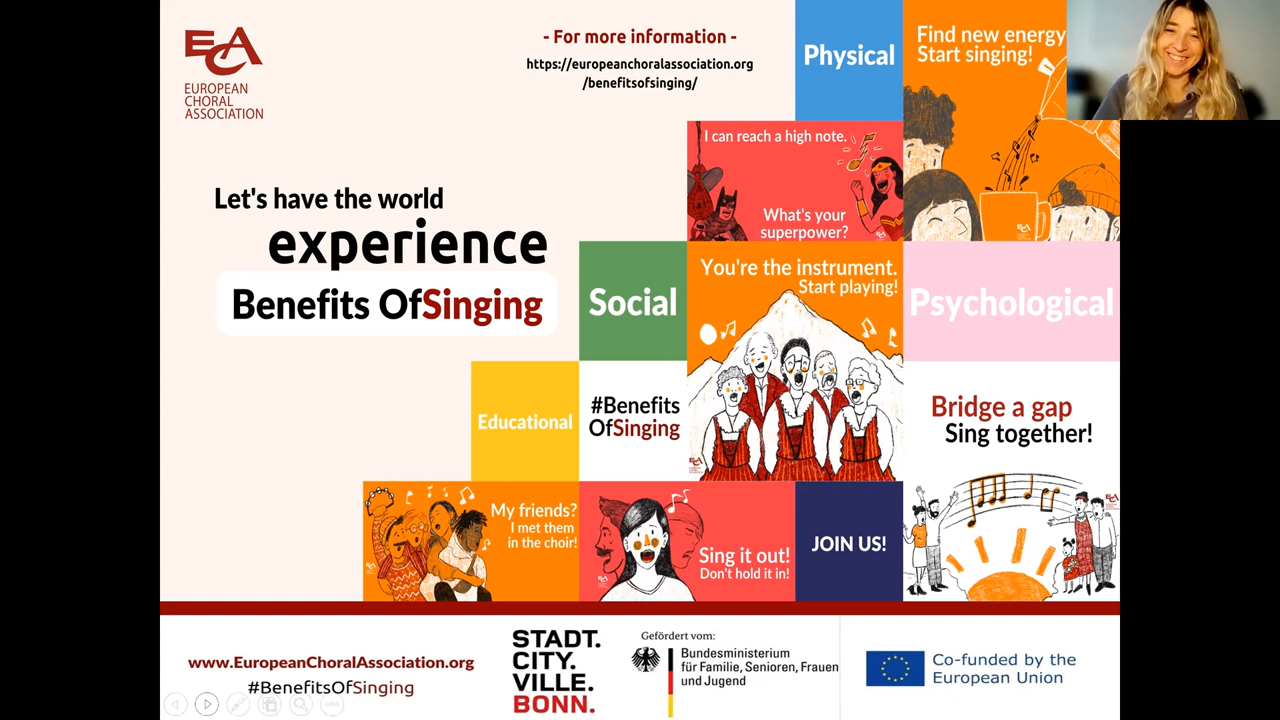 ECA
EUROPEAN
CHORAL
ASSOCIATION
- For more information -
https://europeanchoralassociation.org
/benefitsofsinging/
Let's have the world
experience
Benefits OfSinging
Physical
Find new energy
Start singing!
I can reach a high note.
What's your
superpower?
Social
You're the instrument.
Start playing!
Psychological
Educational
#Benefits
OfSinging
Bridge a gap
Sing together!
My friends?
I met them
in the choir!
Sing it out!
Don't hold it in!
JOIN US!
www.EuropeanChoralAssociation.org
#BenefitsOfSinging
STADT.
CITY.
VILLE.
BONN.
Gefördert vom:
Bundesministerium
für Familie, Senioren, Frauen
und Jugend
Co-funded by the
European Union